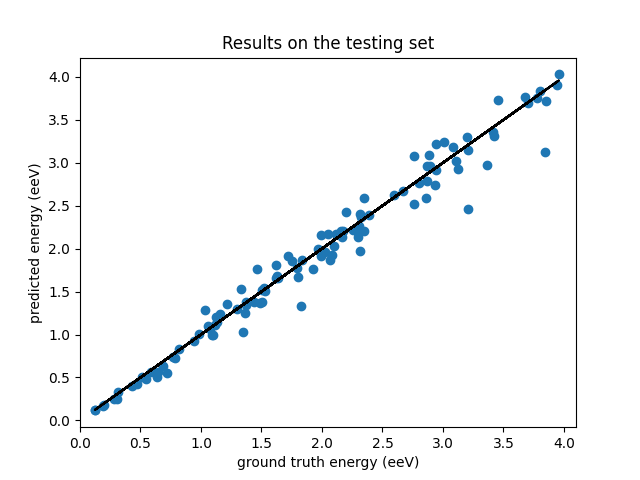 Results on the testing set
predicted energy (eeV)
4.0
3.5
3.0
2.5
2.0
1.5
1.0
0.5
0.0
0.0 0.5 1.0 1.5 2.0 2.5 3.0 3.5 4.0
ground truth energy (eeV)